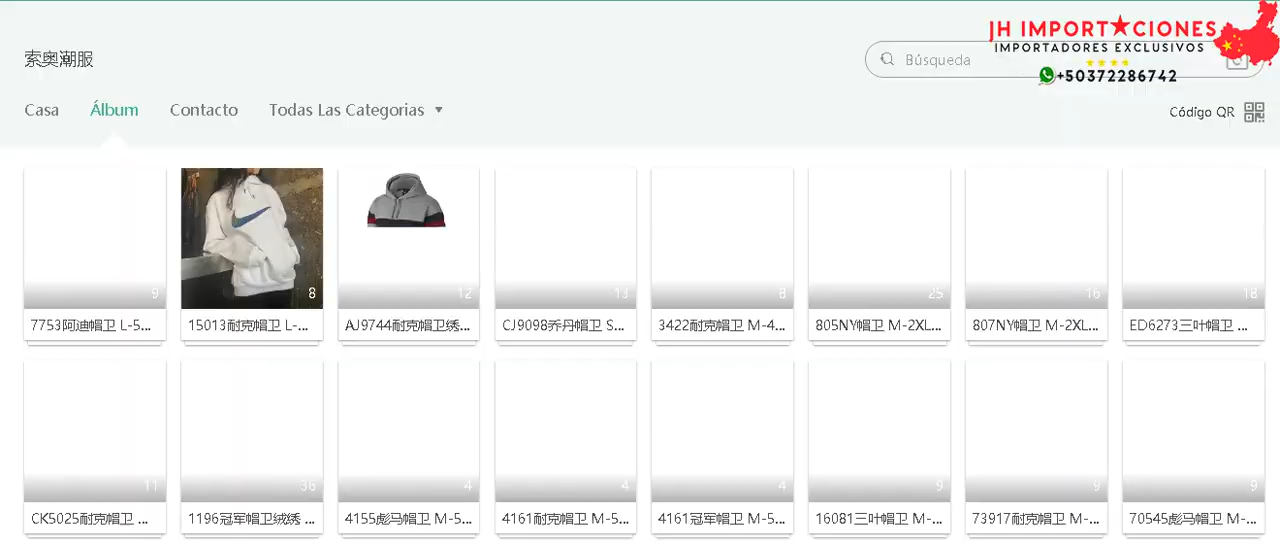 JH IMPORT★CIONES
IMPORTADORES EXCLUSIVOS
+50372286742
索奥潮服
Búsqueda
Casa
Álbum
Contacto
Todas Las Categorias
Código QR
9
8
12
13
8
25
16
18
7753阿迪帽卫 L-5...
15013耐克帽卫 L-...
AJ9744耐克帽卫绣...
CJ9098乔丹帽卫 S...
3422耐克帽卫 M-4...
805NY帽卫 M-2XL...
807NY帽卫 M-2XL...
ED6273三叶帽卫 ...
11
36
4
4
4
9
9
9
CK5025耐克帽卫 ...
1196冠军帽卫绒绣 ...
4155彪马帽卫 M-5...
4161耐克帽卫 M-5...
4161冠军帽卫 M-5...
16081三叶帽卫 M-...
73917耐克帽卫 M-...
70545彪马帽卫 M-...